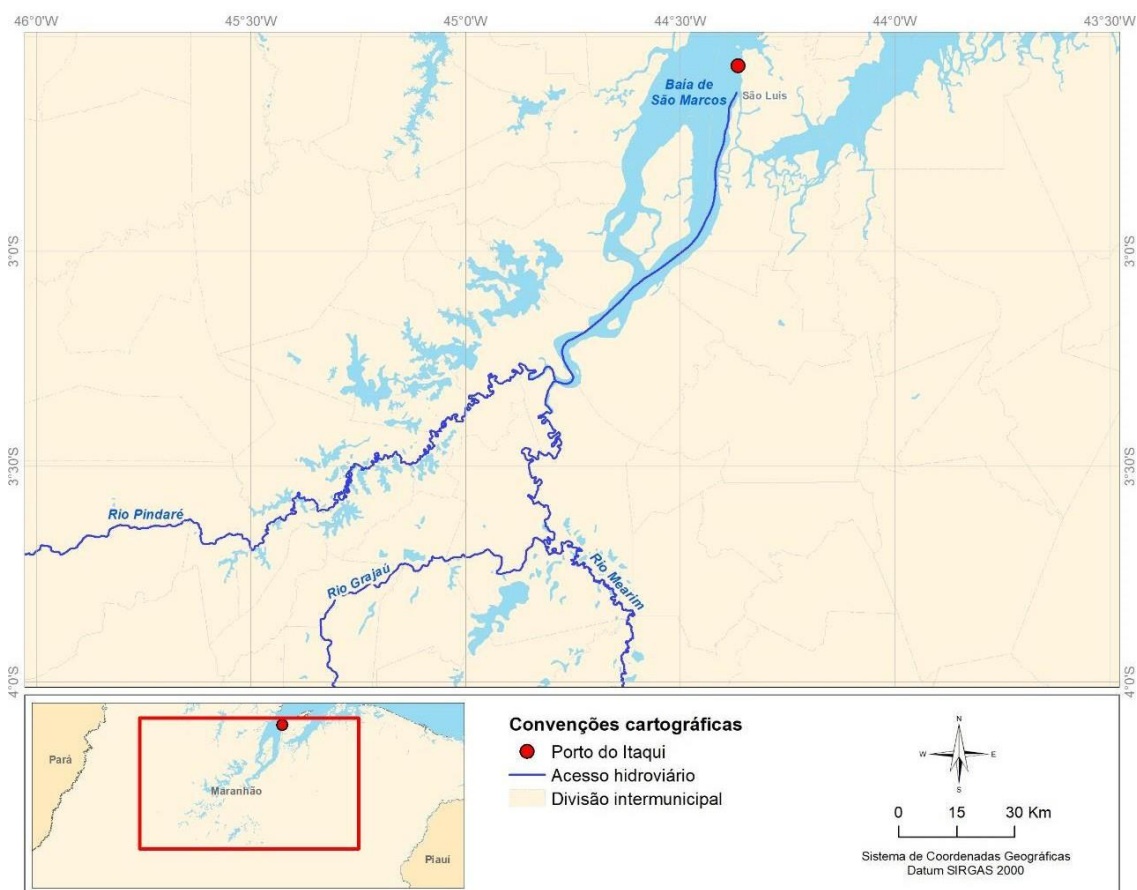 46°0'W
45°30'W
45°0'W
44°30'W
44°0'W
43°30'W
Baía de
São Marcos
São Luís
3°0'S
3°0'S
3°30'S
3°30'S
Rio Pindaré
Rio Grajaú
Rio Mearim
4°0'S
4°0'S
Pará
Maranhão
Piauí
Convenções cartográficas
Porto do Itaqui
Acesso hidroviário
Divisão intermunicipal
N
W
E
S
0 15 30 Km
Sistema de Coordenadas Geográficas
Datum SIRGAS 2000